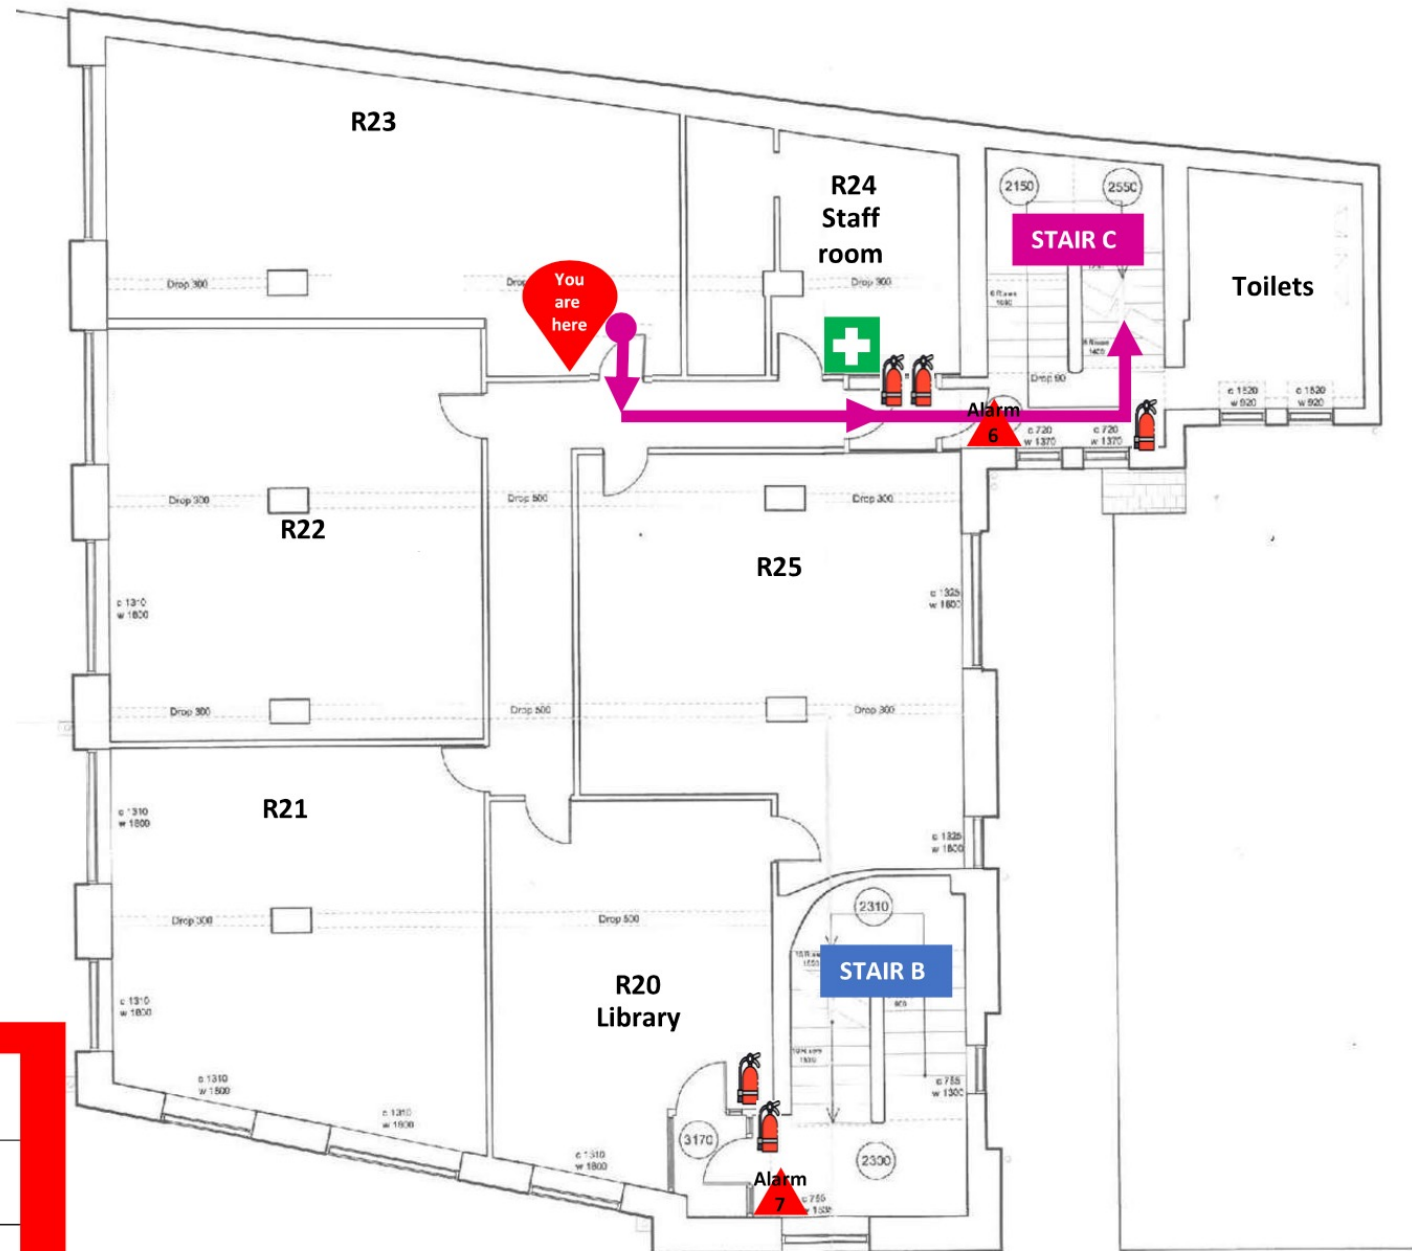 R23
R24
Staff
room
2150
2550
STAIR C
Toilets
You
are
here
Drop 300
Drop 300
c 1520
w 920
c 1520
w 920
Alarm
6
c 720
w 1370
c 720
w 1370
Drop 300
Drop 500
Drop 300
R22
R25
c 1310
w 1800
c 1325
w 1800
Drop 300
Drop 500
Drop 300
R21
c 1310
w 1800
c 1325
w 1800
2310
Drop 300
Drop 500
STAIR B
R20
Library
c 1310
w 1800
c 1310
w 1800
c 755
w 1300
c 1310
w 1800
3170
2300
c 1310
w 1800
Alarm
7